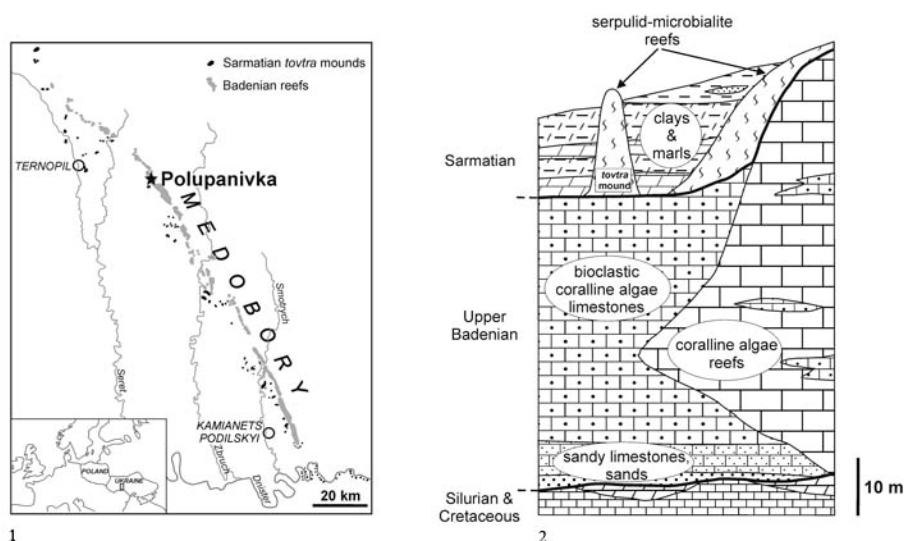 Sarmatian tovtra mounds
Badenian reefs
TERNOPIL
Polupanivka
MEDOBORY
Seret
Zbruch
Smotrych
Dnister
KAMIANETS
PODILSKYI
POLAND
UKRAINE
20 km
1
serpulid-microbialite
reefs
clays
&
marls
Sarmatian
tovtra
mound
bioclastic
coralline algae
limestones
Upper
Badenian
coralline algae
reefs
sandy limestones
sands
Silurian &
Cretaceous
10 m
2